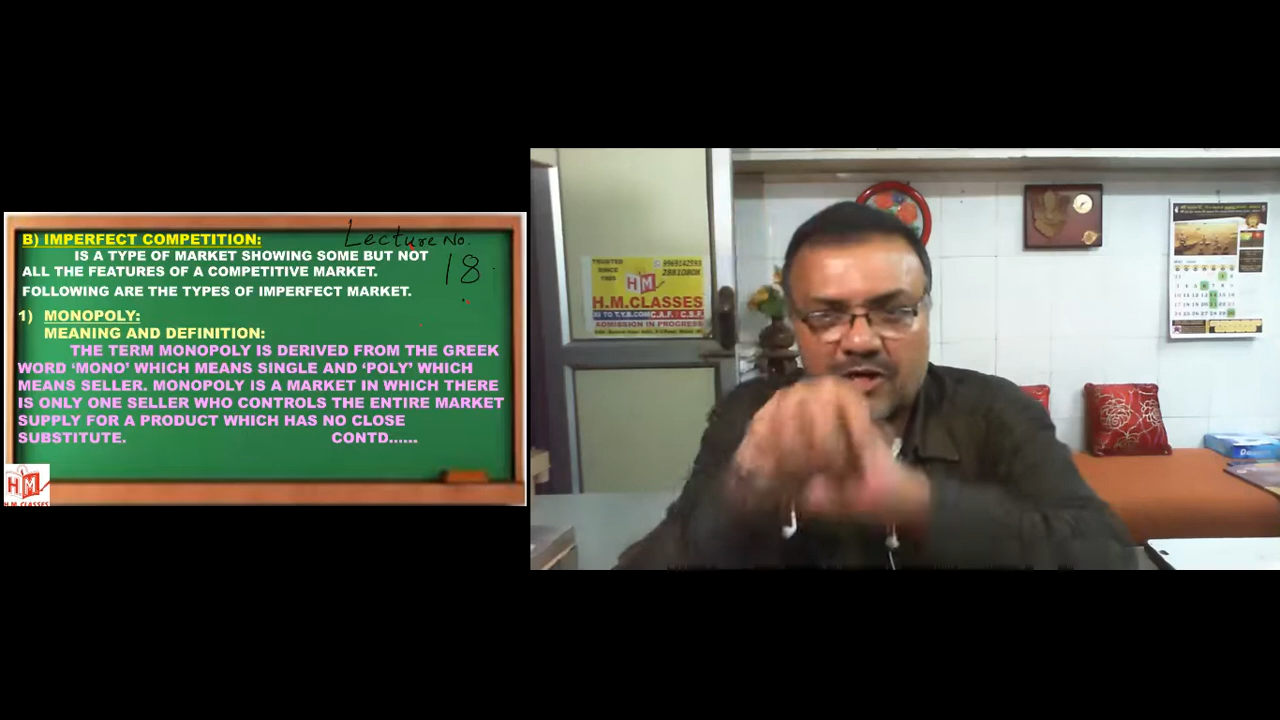 Lecture No.
18
B) IMPERFECT COMPETITION:
IS A TYPE OF MARKET SHOWING SOME BUT NOT
ALL THE FEATURES OF A COMPETITIVE MARKET.
FOLLOWING ARE THE TYPES OF IMPERFECT MARKET.
1) MONOPOLY:
MEANING AND DEFINITION:
THE TERM MONOPOLY IS DERIVED FROM THE GREEK
WORD ‘MONO’ WHICH MEANS SINGLE AND ‘POLY’ WHICH
MEANS SELLER. MONOPOLY IS A MARKET IN WHICH THERE
IS ONLY ONE SELLER WHO CONTROLS THE ENTIRE MARKET
SUPPLY FOR A PRODUCT WHICH HAS NO CLOSE
SUBSTITUTE. CONTD......
HM
H.M.CLASSES
TRUSTED
SINCE
HM
H.M.CLASSES
ADMISSION IN PROGRESS